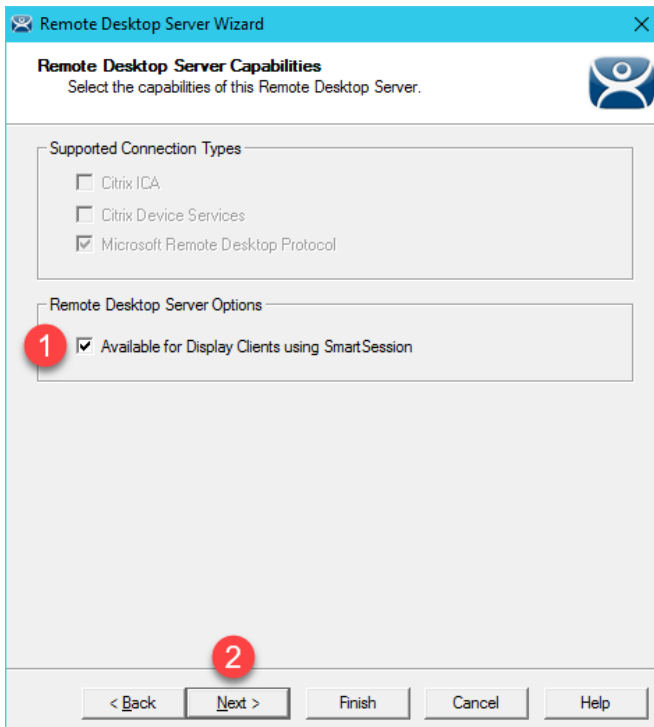 Remote Desktop Server Wizard
Remote Desktop Server Capabilities
Select the capabilities of this Remote Desktop Server.
Supported Connection Types
Citrix ICA
Citrix Device Services
Microsoft Remote Desktop Protocol
Remote Desktop Server Options
1 Available for Display Clients using SmartSession
2
< Back Next > Finish Cancel Help